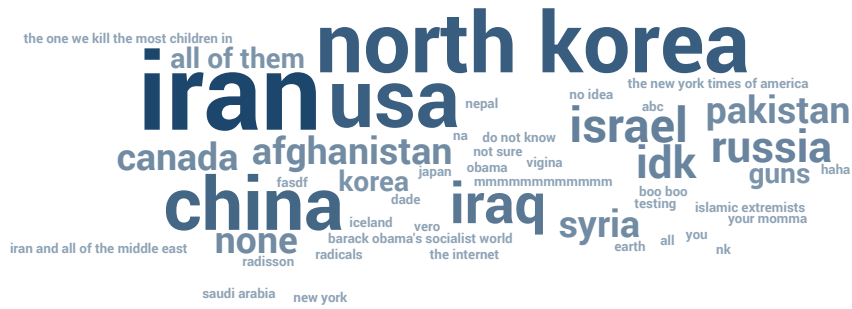 the one we kill the most children in
north korea
all of them
iran
usa
the new york times of america
no idea
nepal
abc
pakistan
israel
na
do not know
russia
canada
afghanistan
not sure
vigina
idk
obama
japan
guns
haha
fasdf
korea
mmmmmmmmmmmm
china
dade
iraq
boo boo
testing
islamic extremists
your momma
iceland
vero
syria
none
barack obama's socialist world
you
all
earth
iran and all of the middle east
nk
radisson
radicals
the internet
saudi arabia
new york